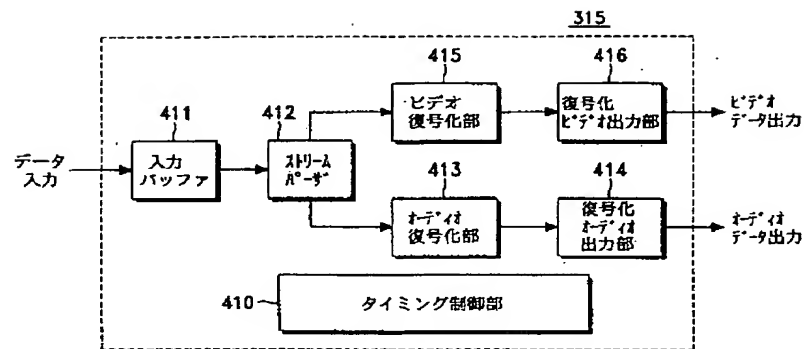 315
415
416
ビデオ
復号化部
復号化
ビデオ出力部
ビデオ
データ出力
411
412
データ
入力
入力
バッファ
ストリーム
パーザ
413
414
オーディオ
復号化部
復号化
オーディオ
出力部
オーディオ
データ出力
410
タイミング制御部